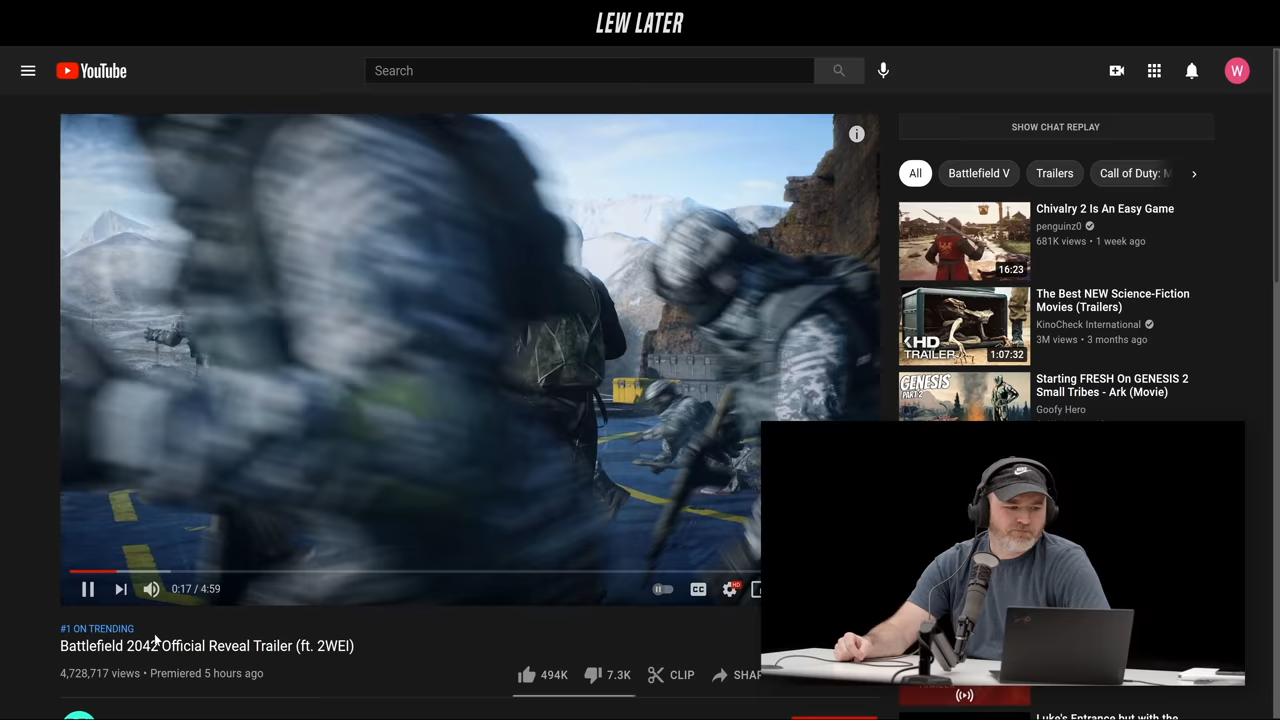 LEW LATER
YouTube
Search
W
SHOW CHAT REPLAY
All
Battlefield V
Trailers
Call of Duty: M
Chivalry 2 Is An Easy Game
penguinz0
681K views • 1 week ago
16:23
The Best NEW Science-Fiction
Movies (Trailers)
KinoCheck International
3M views • 3 months ago
HD
TRAILER
1:07:32
Starting FRESH On GENESIS 2
Small Tribes - Ark (Movie)
Goofy Hero
GENESIS
PART 2
0:17 / 4:59
CC
HD
#1 ON TRENDING
Battlefield 2042 Official Reveal Trailer (ft. 2WEI)
4,728,717 views • Premiered 5 hours ago
494K
7.3K
CLIP
SHAR
Luke's Entrance but with the